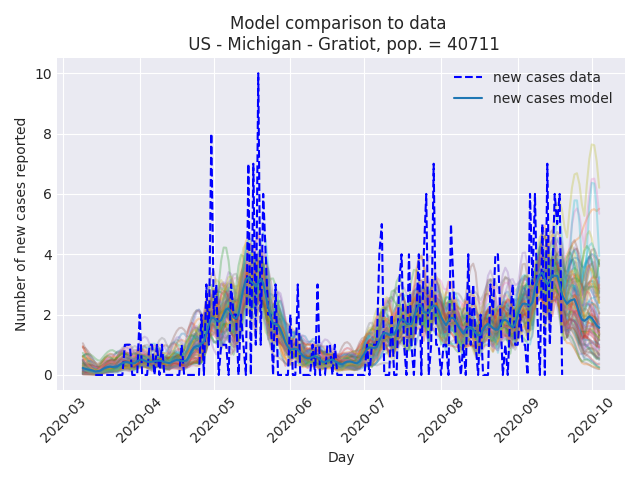 Model comparison to data
US - Michigan - Gratiot, pop. = 40711
new cases data
new cases model
Number of new cases reported
10
8
6
4
2
0
2020-03
2020-04
2020-05
2020-06
2020-07
2020-08
2020-09
2020-10
Day